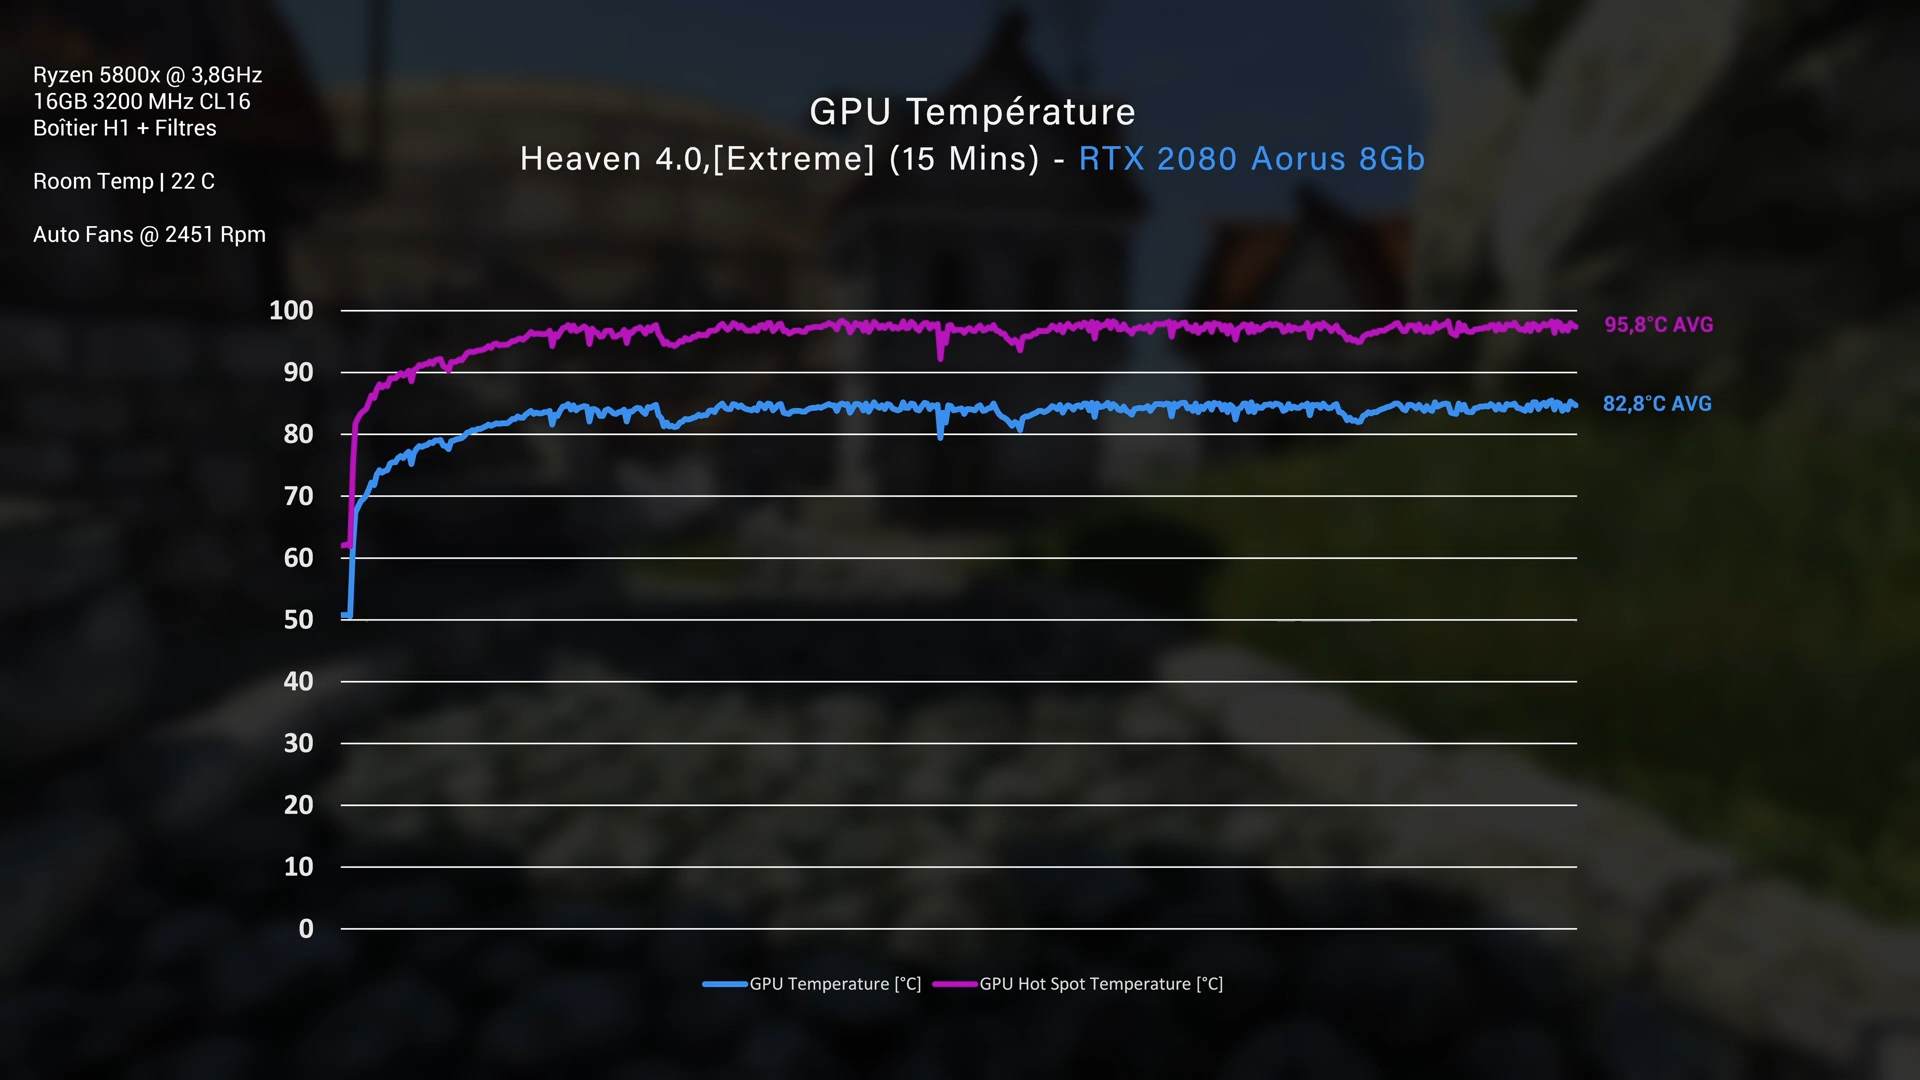 Ryzen 5800x @ 3,8GHz
16GB 3200 MHz CL16
Boîtier H1 + Filtres
Room Temp | 22 C
Auto Fans @ 2451 Rpm
GPU Température
Heaven 4.0,[Extreme] (15 Mins) - RTX 2080 Aorus 8Gb
100
90
80
70
60
50
40
30
20
10
0
95,8°C AVG
82,8°C AVG
GPU Temperature [°C]
GPU Hot Spot Temperature [°C]